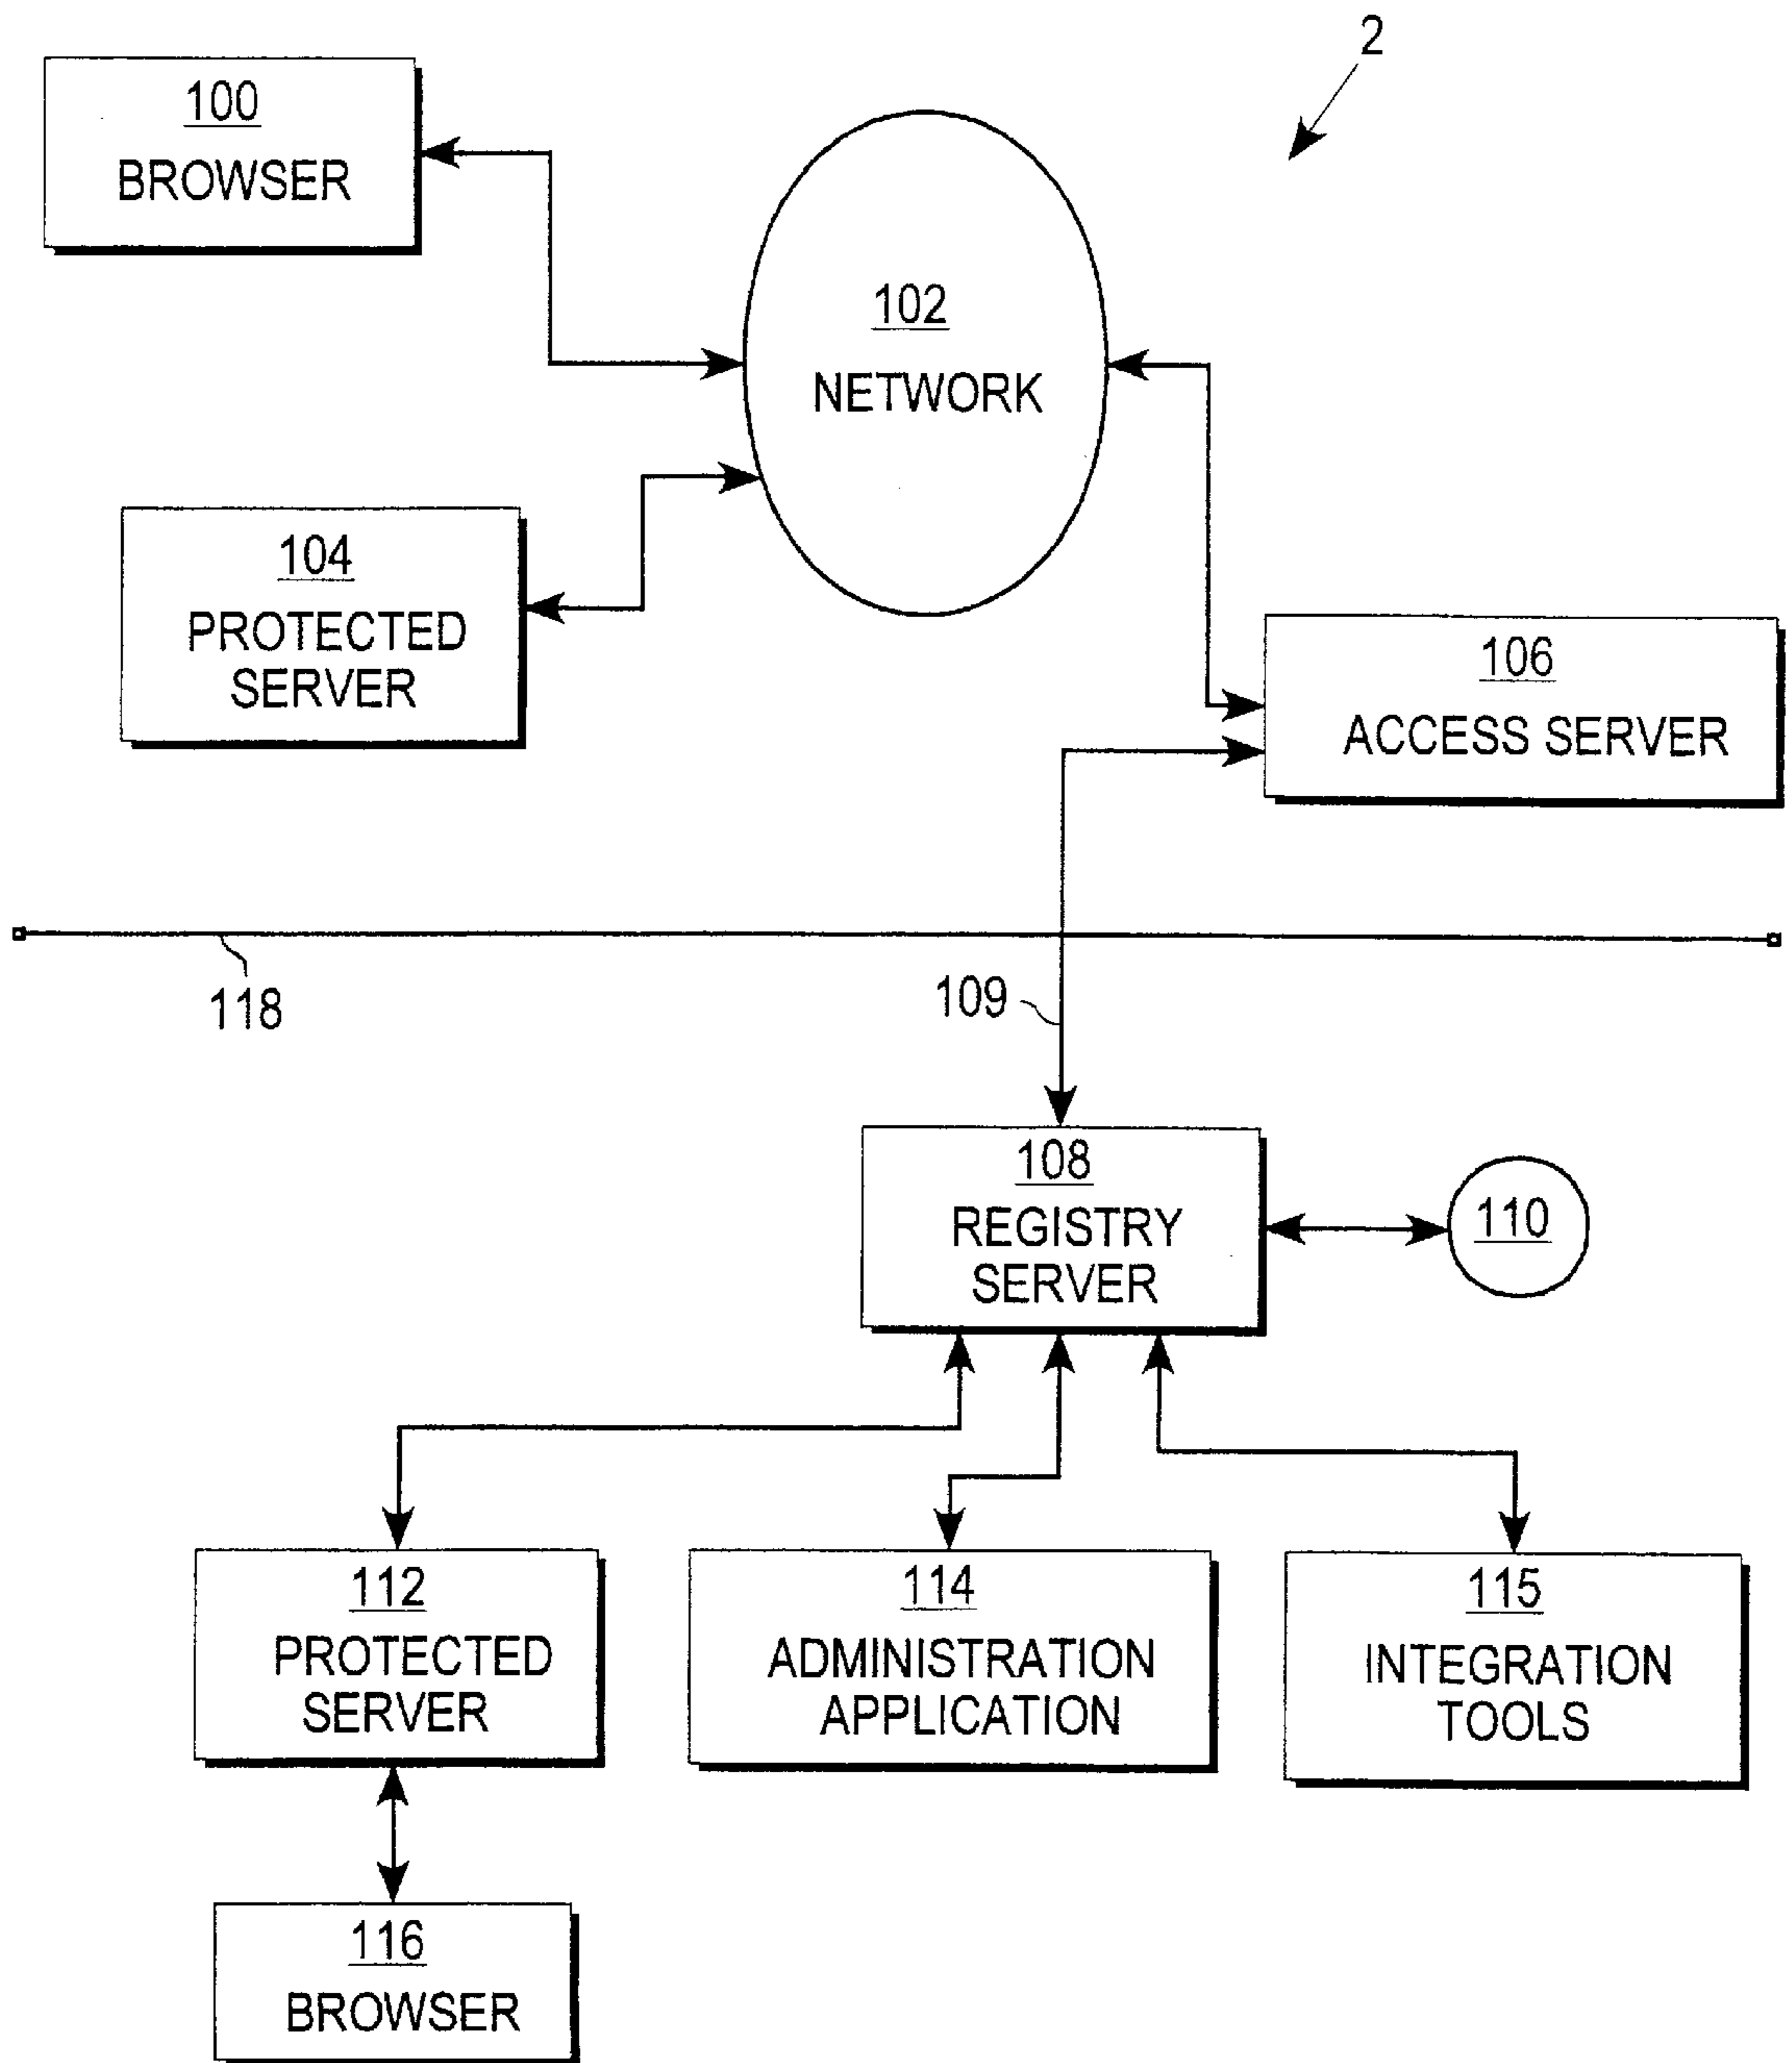 2
100
BROWSER
102
NETWORK
104
PROTECTED
SERVER
106
ACCESS SERVER
118
109
108
REGISTRY
SERVER
110
112
PROTECTED
SERVER
114
ADMINISTRATION
APPLICATION
115
INTEGRATION
TOOLS
116
BROWSER